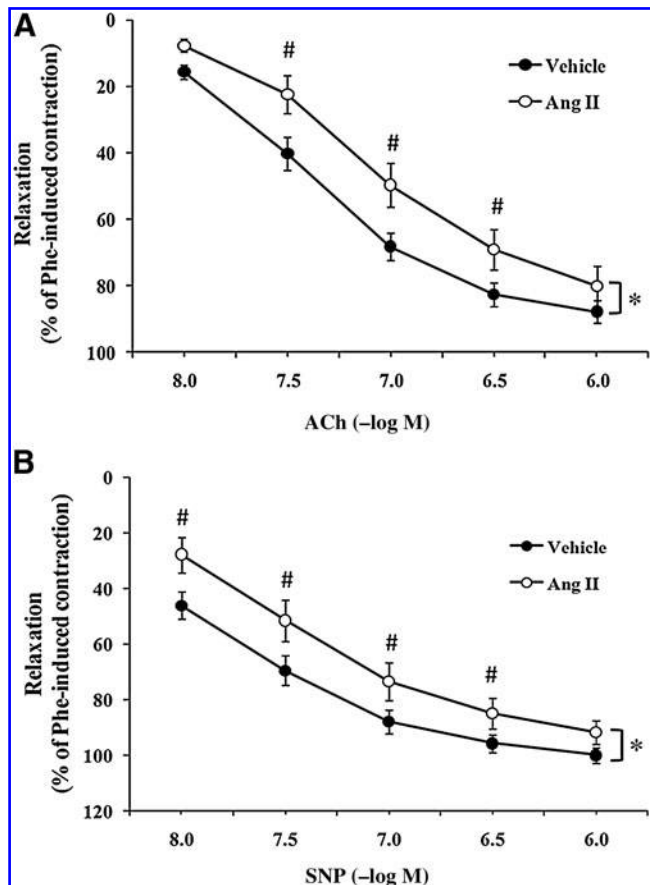 A
0
20
40
60
80
100
Relaxation
(% of Phe-induced contraction)
#
#
#
*
Vehicle
Ang II
8.0 7.5 7.0 6.5 6.0
ACh (–log M)
B
0
20
40
60
80
100
120
Relaxation
(% of Phe-induced contraction)
#
#
#
#
*
Vehicle
Ang II
8.0 7.5 7.0 6.5 6.0
SNP (–log M)